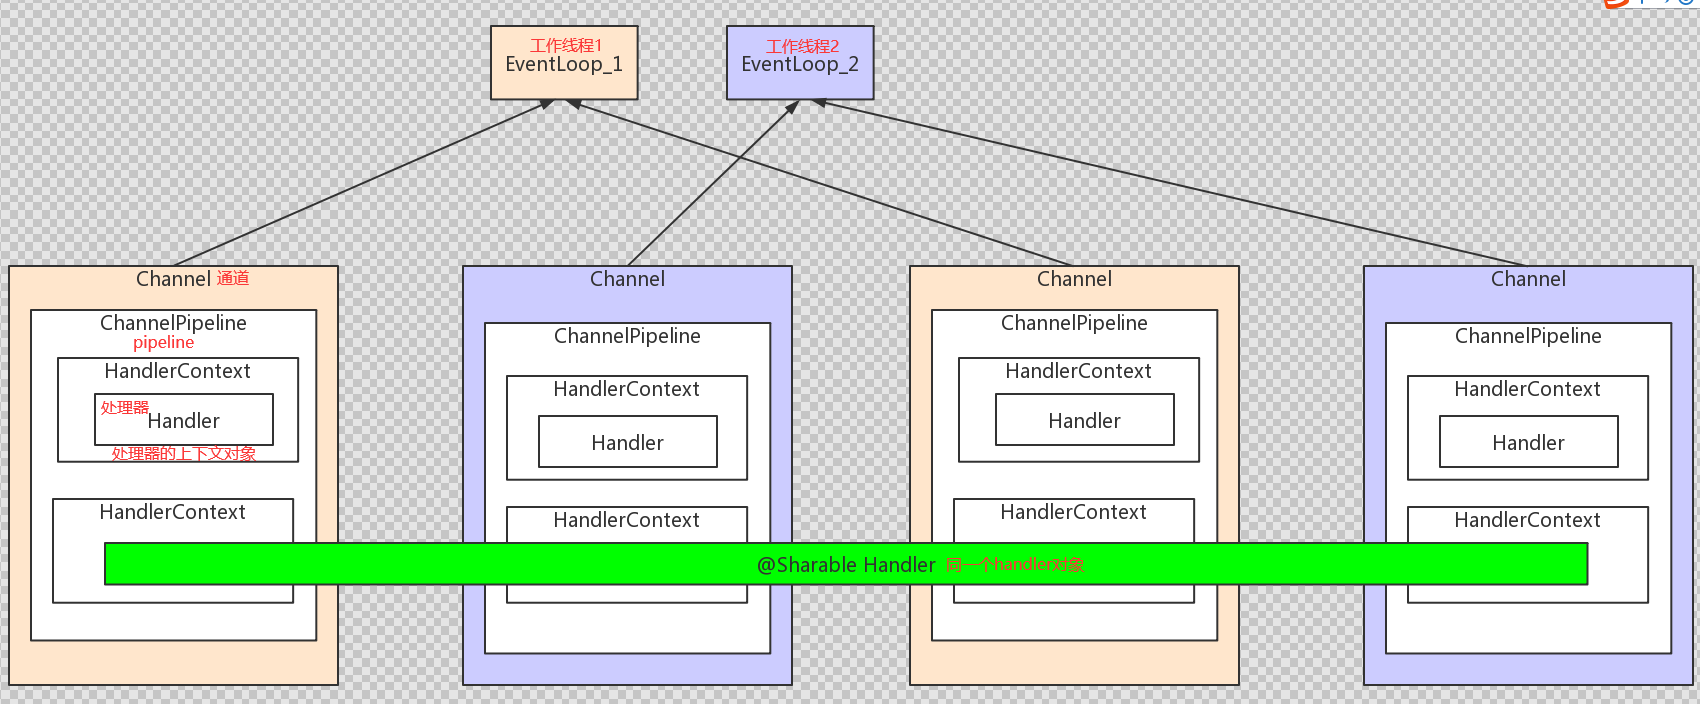 工作线程1
EventLoop_1
工作线程2
EventLoop_2
Channel 通道
ChannelPipeline
pipeline
HandlerContext
处理器
Handler
处理器的上下文对象
HandlerContext
Channel
ChannelPipeline
HandlerContext
Handler
HandlerContext
Channel
ChannelPipeline
HandlerContext
Handler
HandlerContext
Channel
ChannelPipeline
HandlerContext
Handler
HandlerContext
@Sharable Handler 同一个handler对象